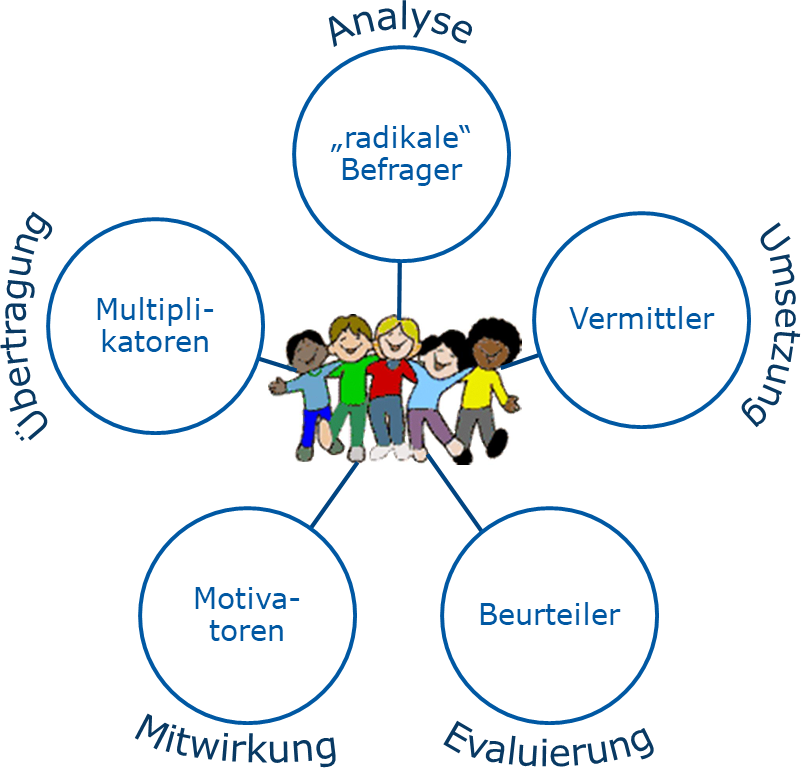 Analyse
„radikale“
Befrager
Umsetzung
Vermittler
Evaluierung
Beurteiler
Mitwirkung
Motiva-
toren
Übertragung
Multipli-
katoren